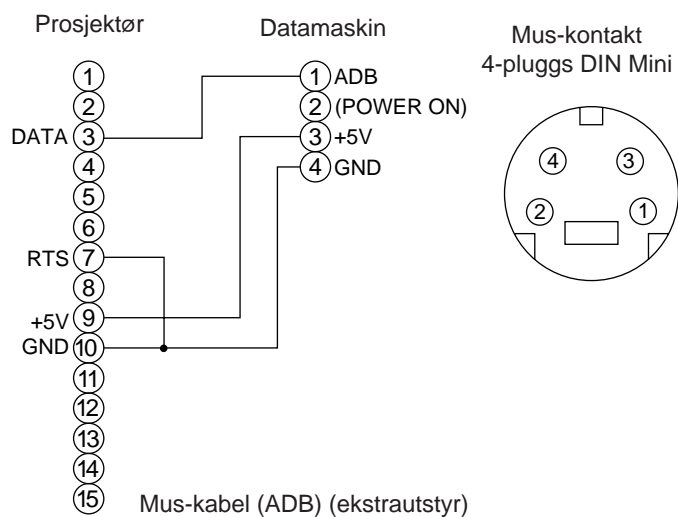 Prosjektør
1
2
DATA 3
4
5
6
RTS 7
8
+5V 9
GND 10
11
12
13
14
15
Datamaskin
1 ADB
2 (POWER ON)
3 +5V
4 GND
Mus-kontakt
4-pluggs DIN Mini
4 3
2 1
Mus-kabel (ADB) (ekstrautstyr)